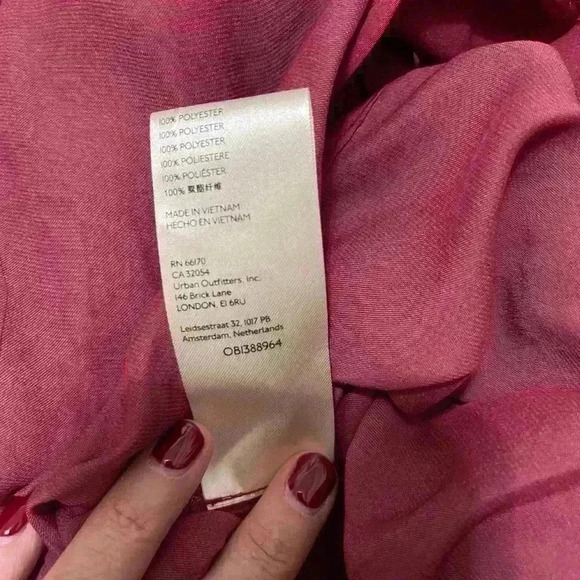 100% POLYESTER
100% POLYESTER
100% POLYESTER
100% POLIESTERE
100% POLIÉSTER
100% 聚酯纤维
MADE IN VIETNAM
HECHO EN VIETNAM
RN 66170
CA 32054
Urban Outfitters, Inc.
146 Brick Lane
LONDON, E1 6RU
Leidsestraat 32, 1017 PB
Amsterdam, Netherlands
OB1388964